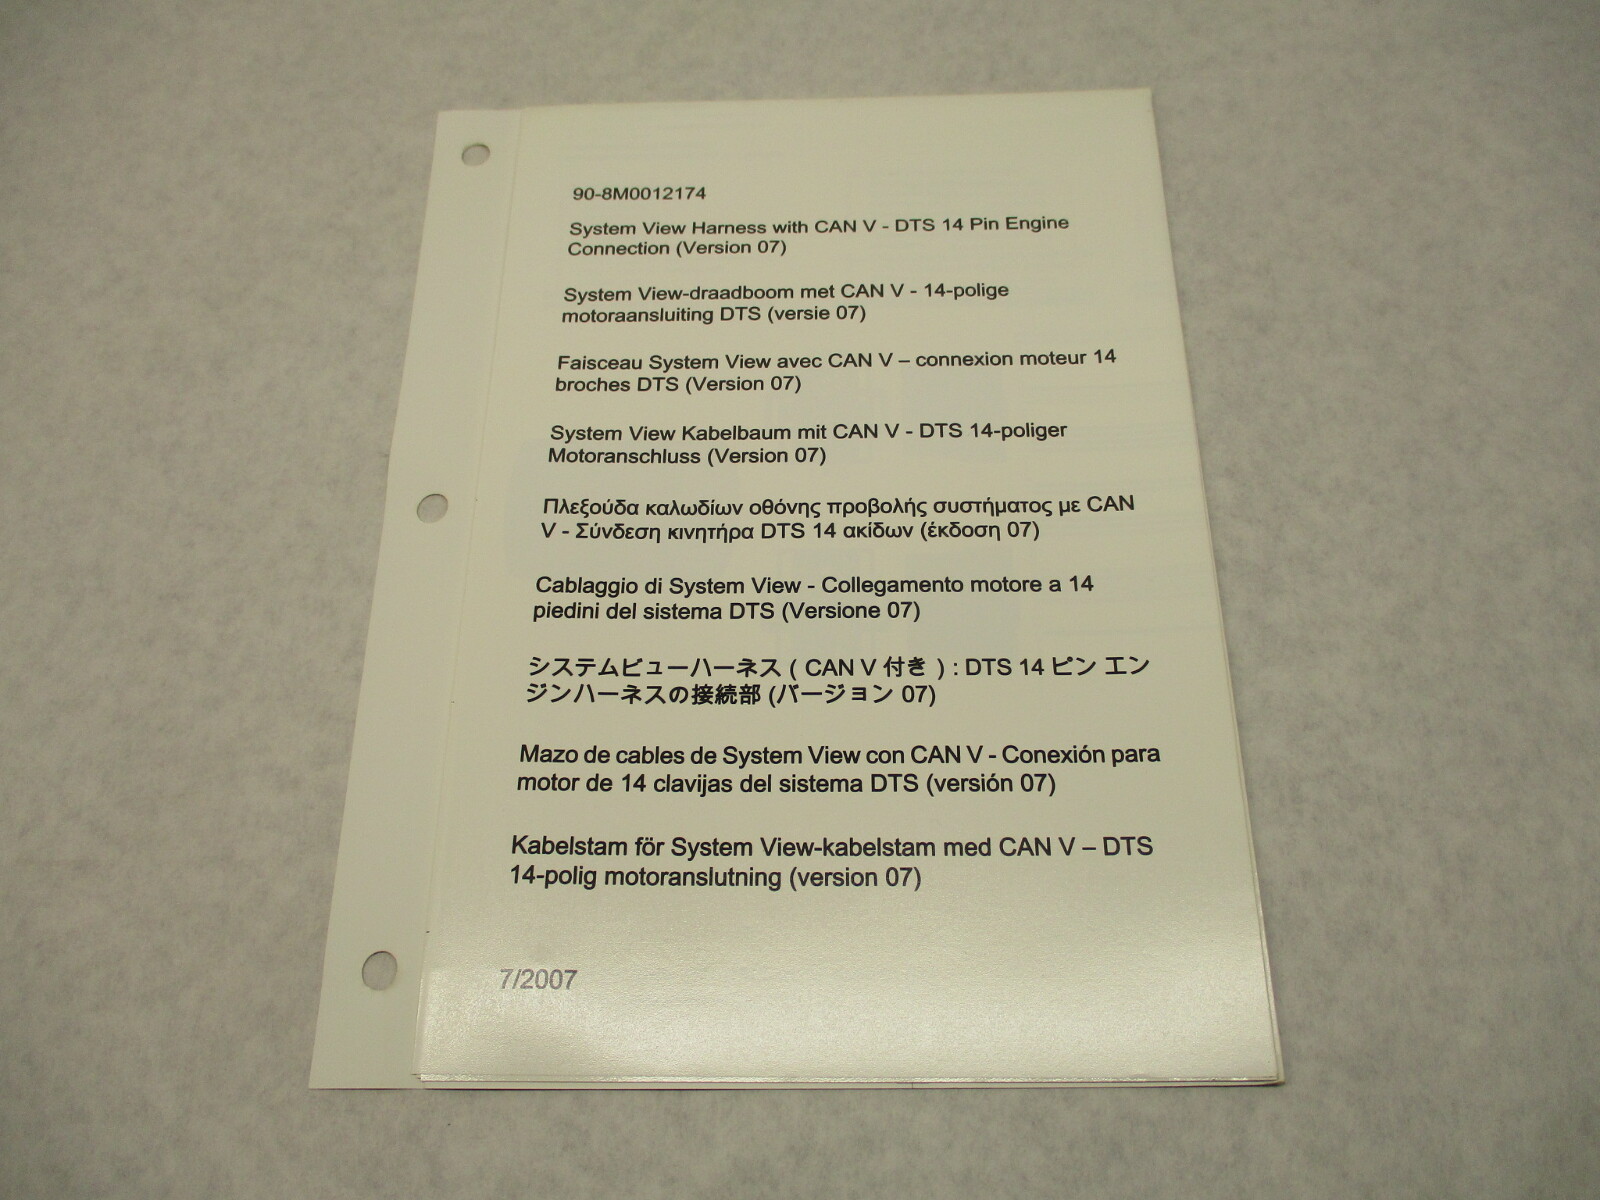 90-8M0012174
System View Harness with CAN V - DTS 14 Pin Engine
Connection (Version 07)
System View-draadboom met CAN V - 14-polige
motoraansluiting DTS (versie 07)
Faisceau System View avec CAN V – connexion moteur 14
broches DTS (Version 07)
System View Kabelbaum mit CAN V - DTS 14-poliger
Motoranschluss (Version 07)
Πλεξούδα καλωδίων οθόνης προβολής συστήματος με CAN
V - Σύνδεση κινητήρα DTS 14 ακίδων (έκδοση 07)
Cablaggio di System View - Collegamento motore a 14
piedini del sistema DTS (Versione 07)
システムビューハーネス ( CAN V 付き ) : DTS 14 ピン エン
ジンハーネスの接続部 (バージョン 07)
Mazo de cables de System View con CAN V - Conexión para
motor de 14 clavijas del sistema DTS (versión 07)
Kabelstam för System View-kabelstam med CAN V – DTS
14-polig motoranslutning (version 07)
7/2007